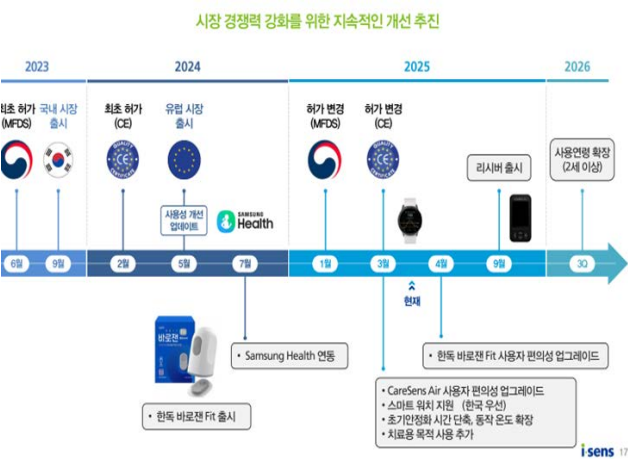 시장 경쟁력 강화를 위한 지속적인 개선 추진
2023
2024
2025
2026
최초 허가
(MFDS)
국내 시장
출시
최초 허가
(CE)
유럽 시장
출시
허가 변경
(MFDS)
허가 변경
(CE)
리시버 출시
사용연령 확장
(2세 이상)
QUALITY
CE
CERTIFICATE
QUALITY
CE
CERTIFICATE
사용성 개선
업데이트
SAMSUNG
Health
6월
9월
2월
5월
7월
1월
3월
4월
9월
3Q
현재
바로잰
• Samsung Health 연동
• 한독 바로잰 Fit 출시
• 한독 바로잰 Fit 사용자 편의성 업그레이드
• CareSens Air 사용자 편의성 업그레이드
• 스마트 워치 지원 (한국 우선)
• 초기안정화 시간 단축, 동작 온도 확장
• 치료용 목적 사용 추가
i-sens 17